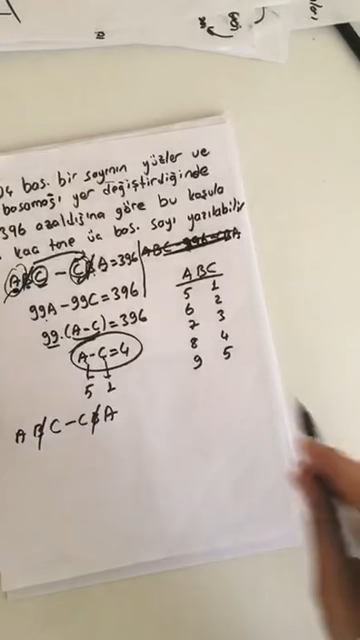 üç bas. bir sayının yüzler ve
basamağı yer değiştirdiğinde
396 azaldığına göre bu koşula
kaç tane üç bas. sayı yazılabilir
ABC - CBA = 396
99A - 99C = 396
99.(A-C) = 396
A-C = 4
5 1
ABC - CBA
ABC
5 1
6 2
7 3
8 4
9 5